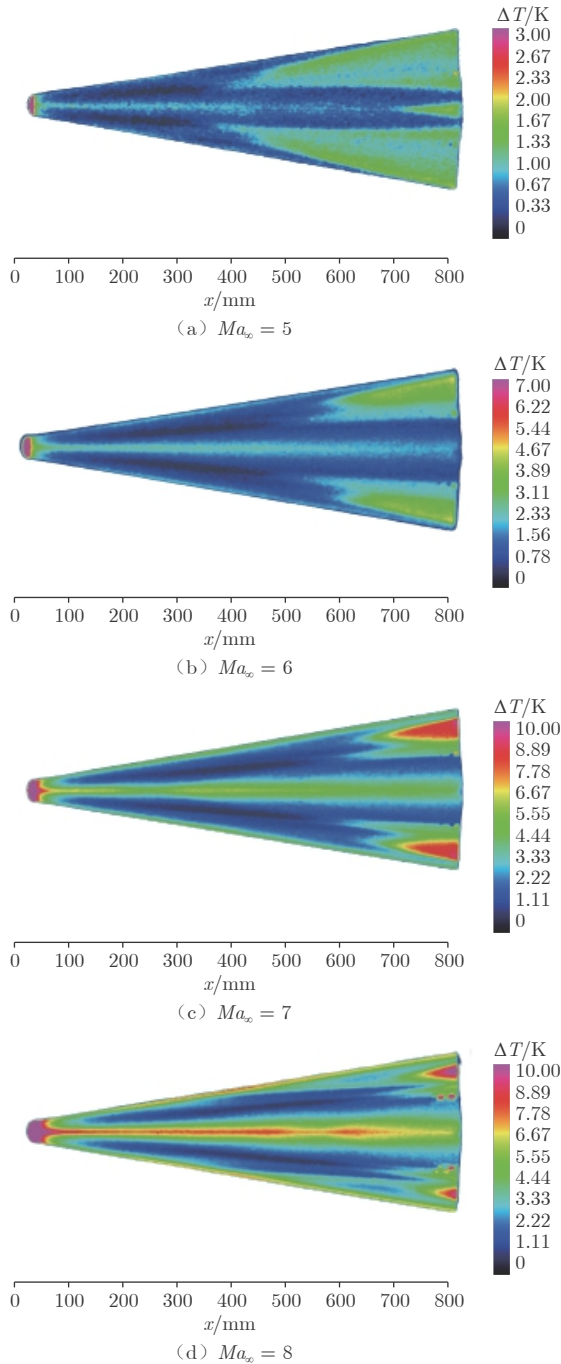 ΔT/K
3.00
2.67
2.33
2.00
1.67
1.33
1.00
0.67
0.33
0
0 100 200 300 400 500 600 700 800
x/mm
（a）Ma∞ = 5
ΔT/K
7.00
6.22
5.44
4.67
3.89
3.11
2.33
1.56
0.78
0
0 100 200 300 400 500 600 700 800
x/mm
（b）Ma∞ = 6
ΔT/K
10.00
8.89
7.78
6.67
5.55
4.44
3.33
2.22
1.11
0
0 100 200 300 400 500 600 700 800
x/mm
（c）Ma∞ = 7
ΔT/K
10.00
8.89
7.78
6.67
5.55
4.44
3.33
2.22
1.11
0
0 100 200 300 400 500 600 700 800
x/mm
（d）Ma∞ = 8